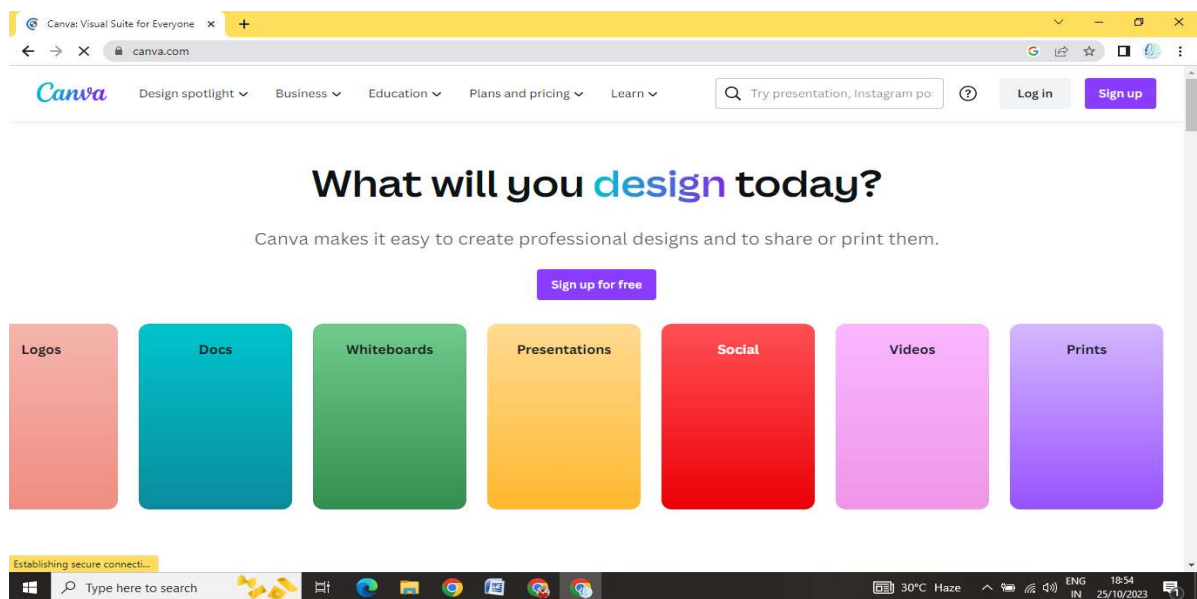 Canva: Visual Suite for Everyone
canva.com
Canva Design spotlight Business Education Plans and pricing Learn Try presentation, Instagram po ? Log in Sign up
What will you design today?
Canva makes it easy to create professional designs and to share or print them.
Sign up for free
Logos Docs Whiteboards Presentations Social Videos Prints
Establishing secure connecti...
Type here to search 30°C Haze ENG 18:54
IN 25/10/2023